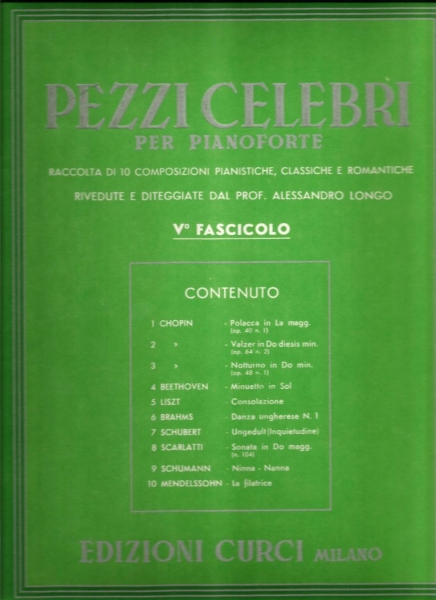 PEZZI CELEBRI
PER PIANOFORTE
RACCOLTA DI 10 COMPOSIZIONI PIANISTICHE, CLASSICHE E ROMANTICHE
RIVEDUTE E DITEGGIATE DAL PROF. ALESSANDRO LONGO
V° FASCICOLO
CONTENUTO
1 CHOPIN - Polacca in La magg.
(op. 40 n. 1)
2 » - Valzer in Do diesis min.
(op. 64 n. 2)
3 » - Notturno in Do min.
(op. 48 n. 1)
4 BEETHOVEN - Minuetto in Sol
5 LISZT - Consolazione
6 BRAHMS - Danza ungherese N. 1
7 SCHUBERT - Ungedult (Inquietudine)
8 SCARLATTI - Sonata in Do magg.
(n. 104)
9 SCHUMANN - Ninna - Nanna
10 MENDELSSOHN - La filatrice
EDIZIONI CURCI MILANO